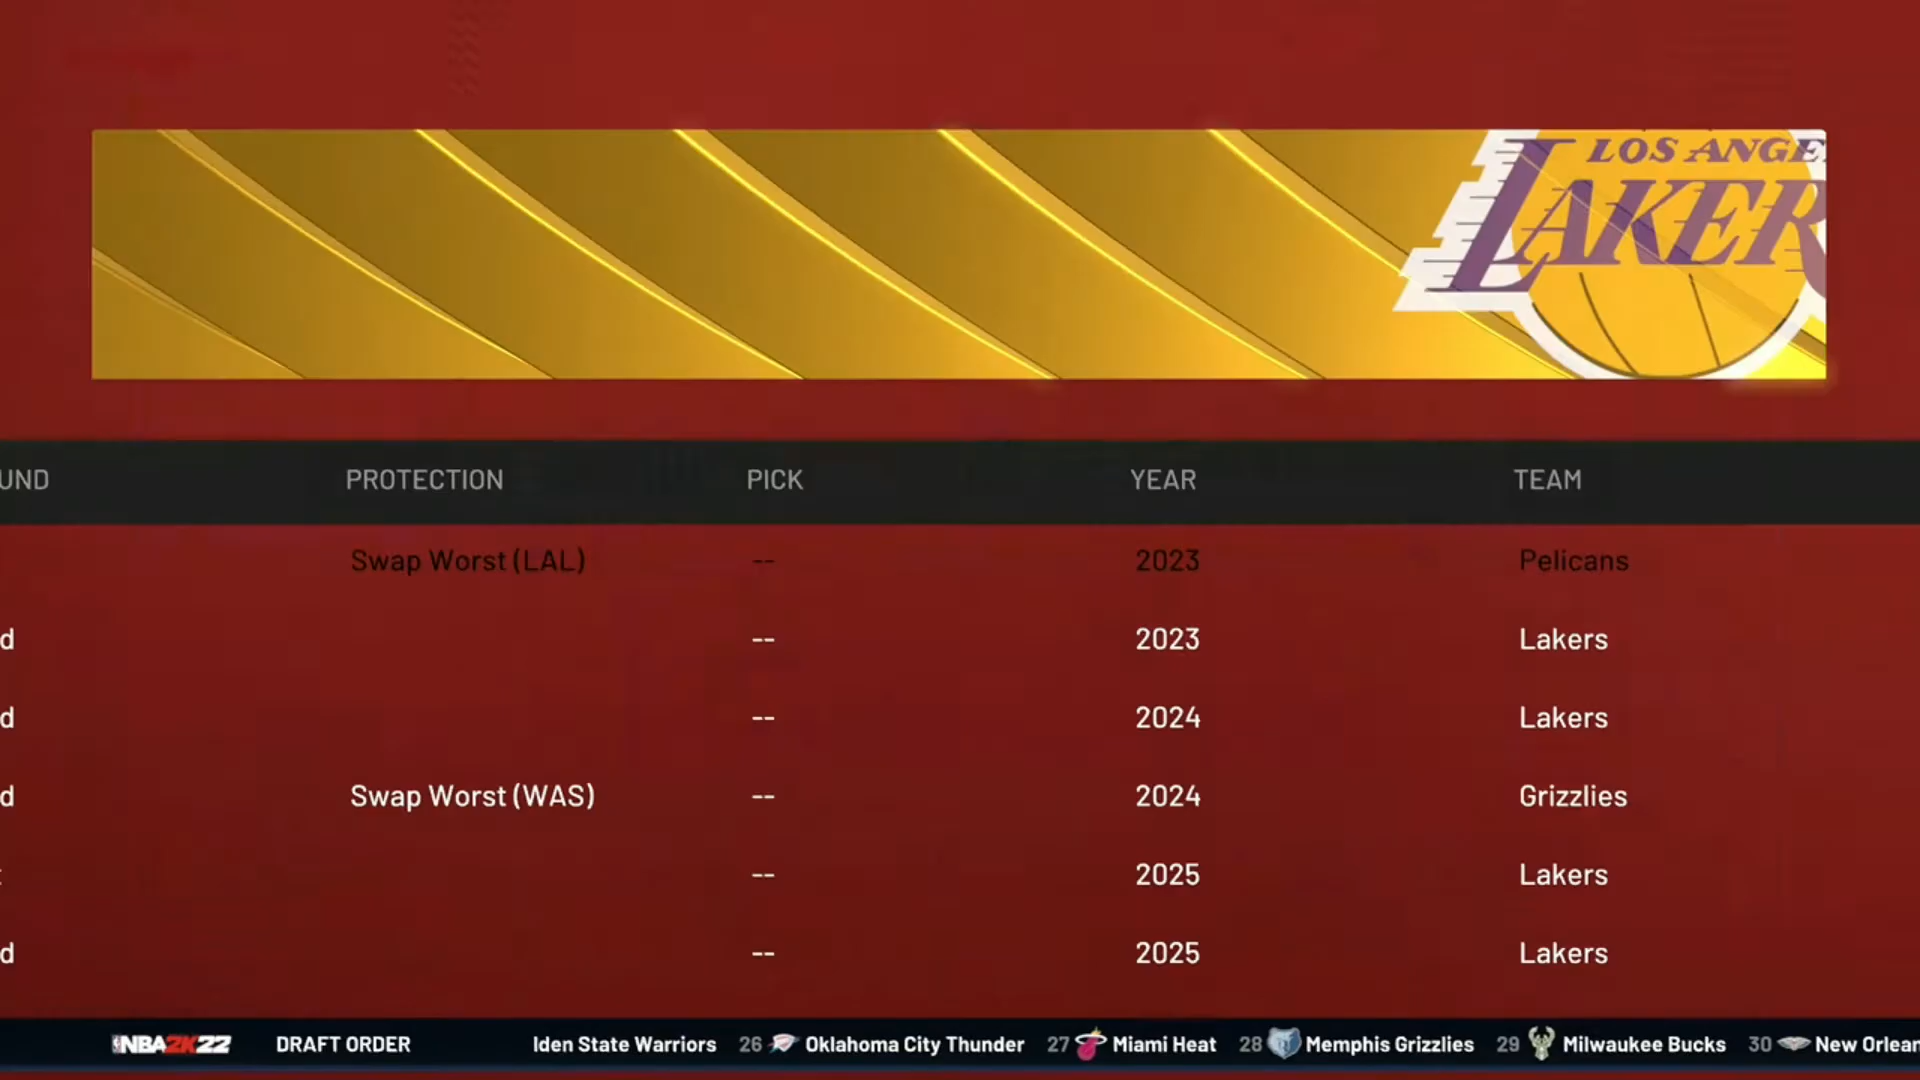 LOS ANGE
LAKER
UND PROTECTION PICK YEAR TEAM
Swap Worst (LAL) -- 2023 Pelicans
d -- 2023 Lakers
d -- 2024 Lakers
d Swap Worst (WAS) -- 2024 Grizzlies
-- 2025 Lakers
d -- 2025 Lakers
NBA2K22 DRAFT ORDER lden State Warriors 26 Oklahoma City Thunder 27 Miami Heat 28 Memphis Grizzlies 29 Milwaukee Bucks 30 New Orlean